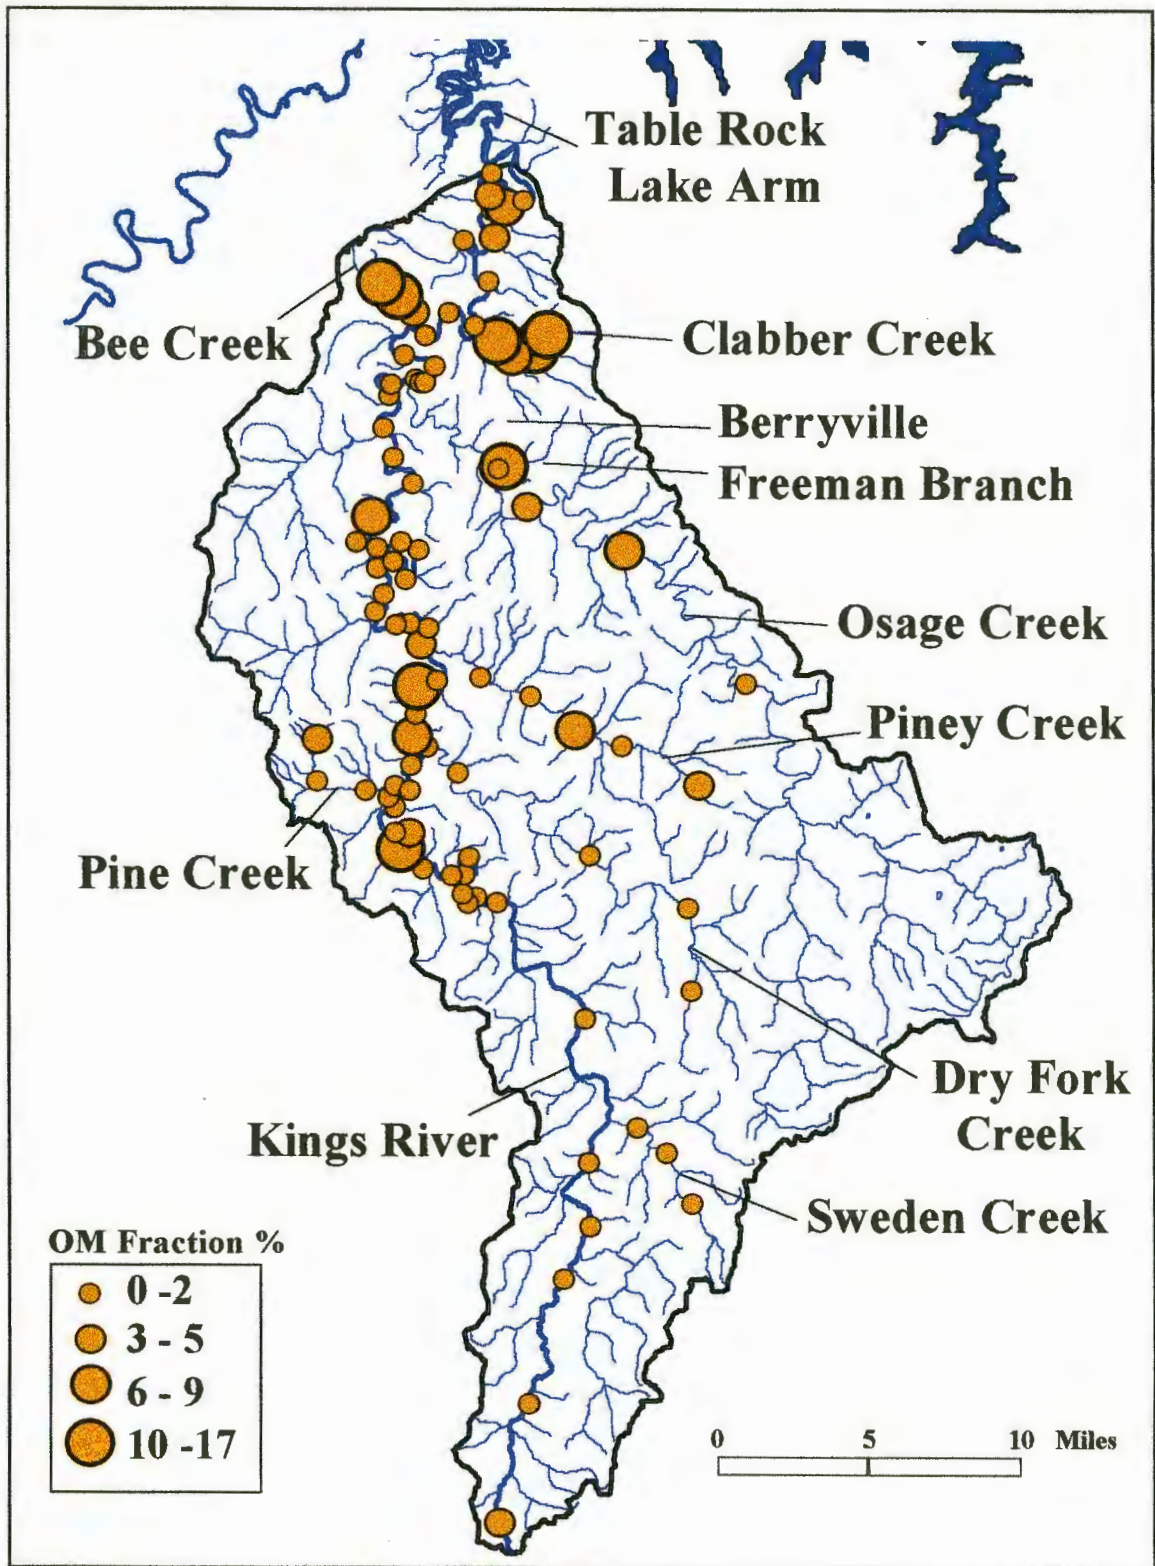 Table Rock
Lake Arm
Bee Creek
Clabber Creek
Berryville
Freeman Branch
Osage Creek
Piney Creek
Pine Creek
Dry Fork
Creek
Kings River
Sweden Creek
OM Fraction %
0 -2
3 - 5
6 - 9
10 -17
0 5 10 Miles